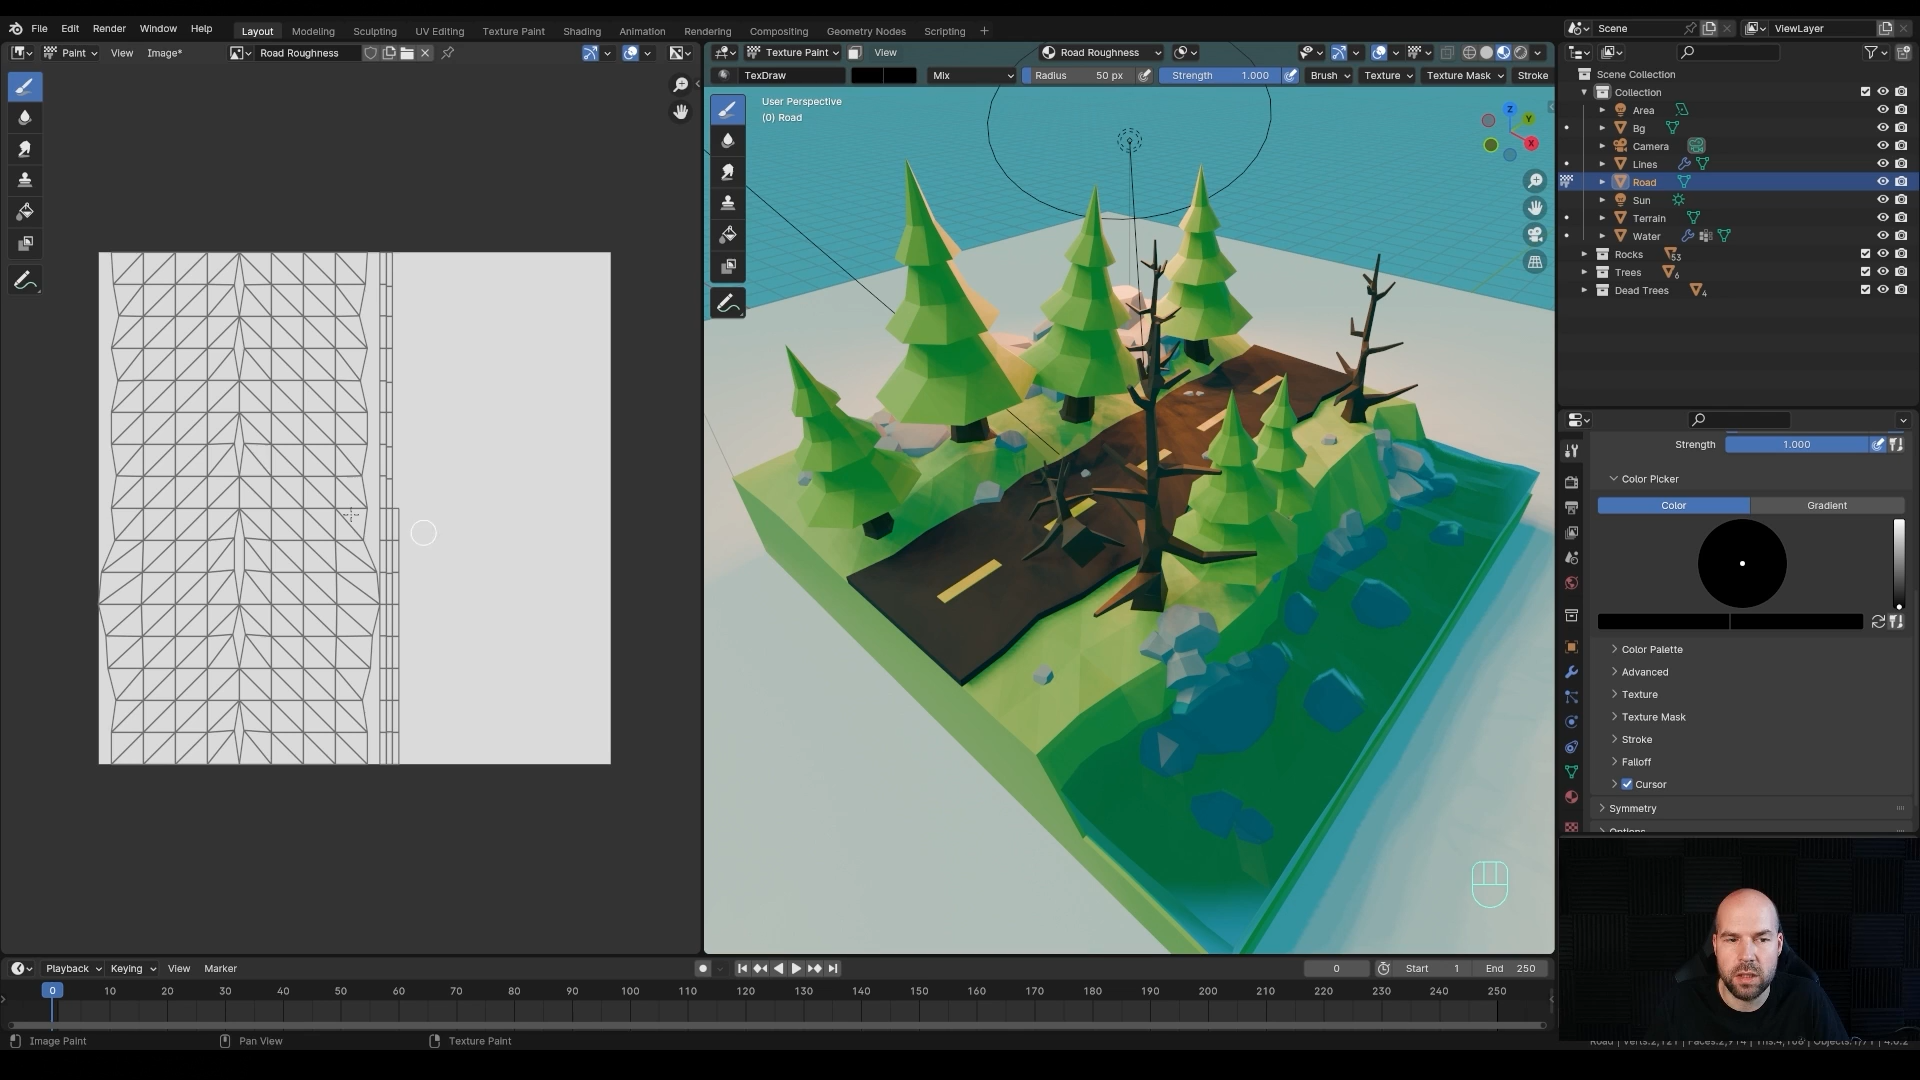 File Edit Render Window Help
Layout Modeling Sculpting UV Editing Texture Paint Shading Animation Rendering Compositing Geometry Nodes Scripting
Scene
ViewLayer
Paint View Image* Road Roughness
Texture Paint View Road Roughness
TexDraw Mix Radius 50 px Strength 1.000 Brush Texture Texture Mask Stroke
User Perspective
(0) Road
Z
Y
X
Scene Collection
Collection
Area
Bg
Camera
Lines
Road
Sun
Terrain
Water
Rocks 53
Trees 6
Dead Trees 4
Strength 1.000
Color Picker
Color Gradient
Color Palette
Advanced
Texture
Texture Mask
Stroke
Falloff
Cursor
Symmetry
Playback Keying View Marker
0 Start 1 End 250
0 10 20 30 40 50 60 70 80 90 100 110 120 130 140 150 160 170 180 190 200 210 220 230 240 250
Image Paint Pan View Texture Paint